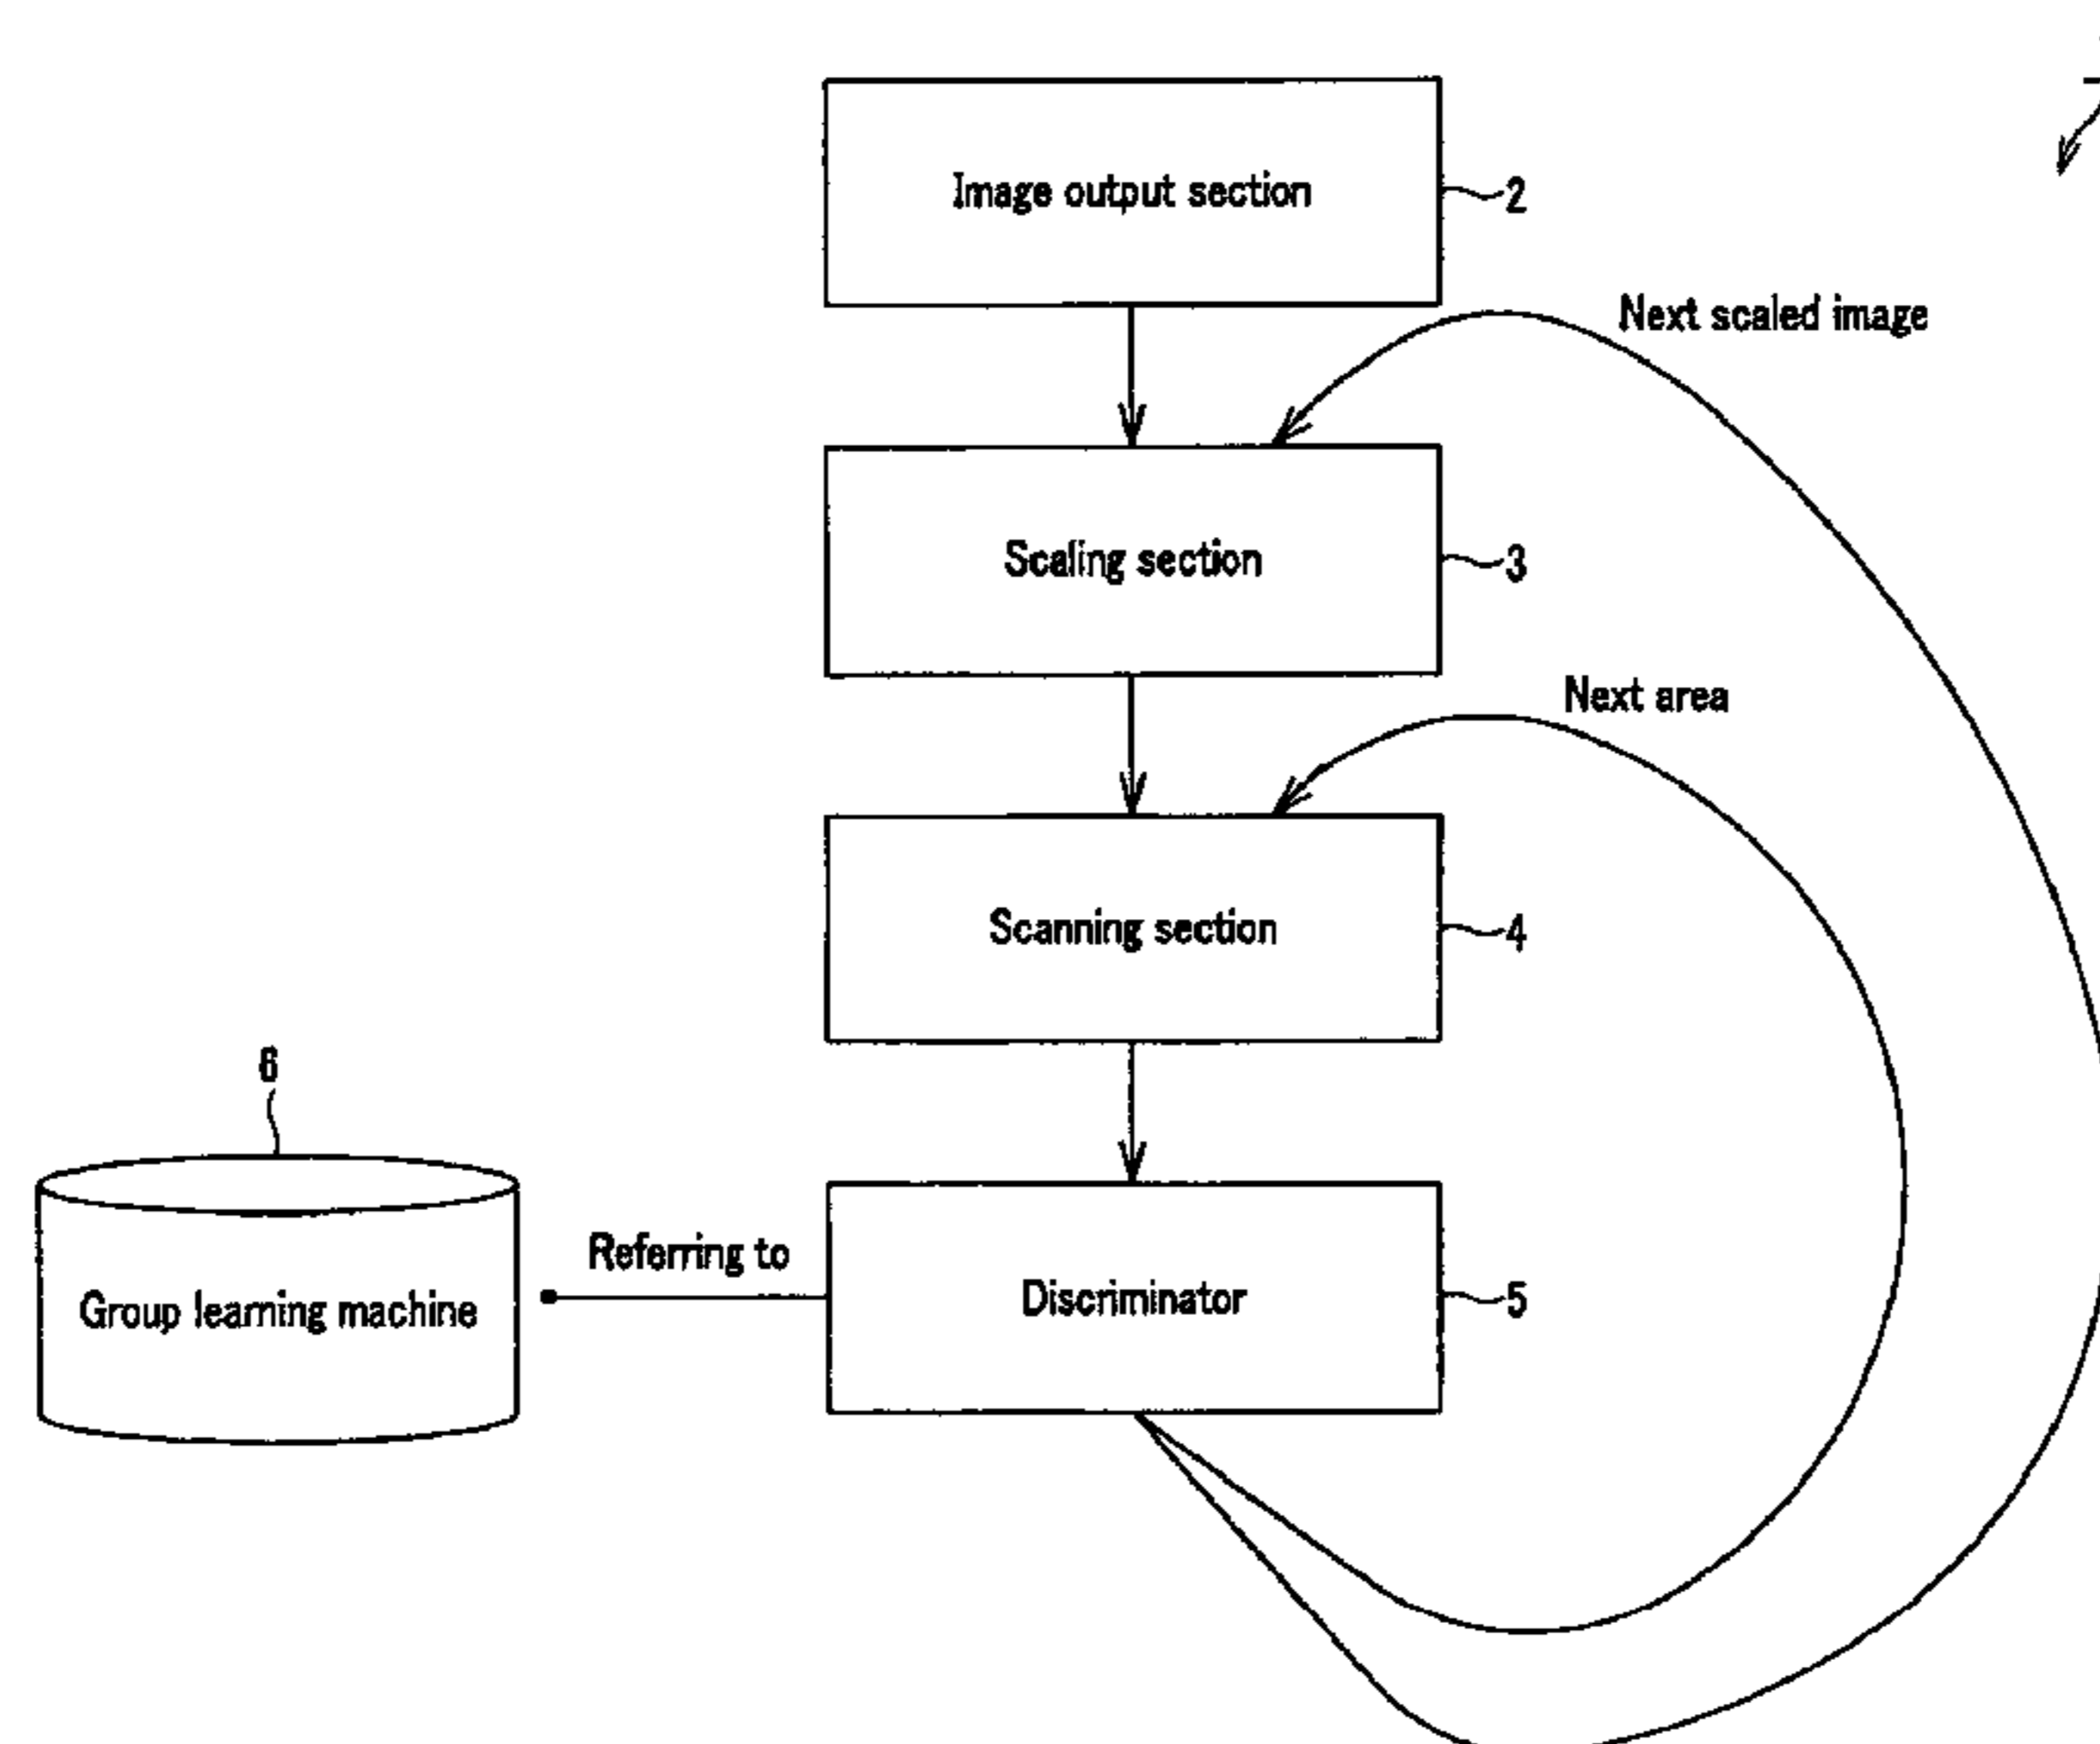 Image output section
2
Next scaled image
Scaling section
3
Next area
Scanning section
4
6
Referring to
Group learning machine
Discriminator
5